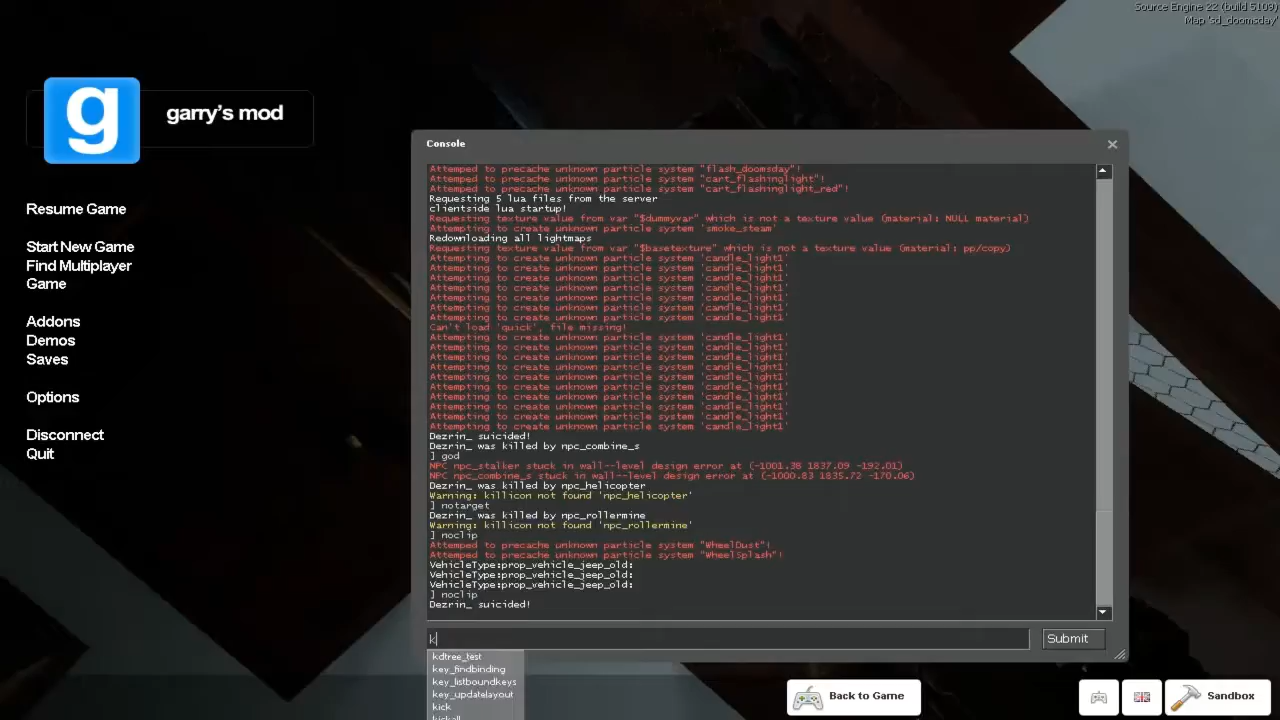 Source Engine 22 (build 5109)
Map 'sd_doomsday'
g
garry's mod
Resume Game
Start New Game
Find Multiplayer
Game
Addons
Demos
Saves
Options
Disconnect
Quit
Console
Attemped to precache unknown particle system "flash_doomsday"!
Attemped to precache unknown particle system "cart_flashinglight"!
Attemped to precache unknown particle system "cart_flashinglight_red"!
Requesting 5 lua files from the server
clientside lua startup!
Requesting texture value from var "$dummyvar" which is not a texture value (material: NULL material)
Attempting to create unknown particle system 'smoke_steam'
Redownloading all lightmaps
Requesting texture value from var "$basetexture" which is not a texture value (material: pp/copy)
Attempting to create unknown particle system 'candle_light1'
Attempting to create unknown particle system 'candle_light1'
Attempting to create unknown particle system 'candle_light1'
Attempting to create unknown particle system 'candle_light1'
Attempting to create unknown particle system 'candle_light1'
Attempting to create unknown particle system 'candle_light1'
Attempting to create unknown particle system 'candle_light1'
Can't load 'quick', file missing!
Attempting to create unknown particle system 'candle_light1'
Attempting to create unknown particle system 'candle_light1'
Attempting to create unknown particle system 'candle_light1'
Attempting to create unknown particle system 'candle_light1'
Attempting to create unknown particle system 'candle_light1'
Attempting to create unknown particle system 'candle_light1'
Attempting to create unknown particle system 'candle_light1'
Attempting to create unknown particle system 'candle_light1'
Attempting to create unknown particle system 'candle_light1'
Attempting to create unknown particle system 'candle_light1'
Dezrin_ suicided!
Dezrin_ was killed by npc_combine_s
] god
NPC npc_stalker stuck in wall--level design error at (-1001.38 1837.09 -192.01)
NPC npc_combine_s stuck in wall--level design error at (-1000.83 1835.72 -170.06)
Dezrin_ was killed by npc_helicopter
Warning: killicon not found 'npc_helicopter'
] notarget
Dezrin_ was killed by npc_rollermine
Warning: killicon not found 'npc_rollermine'
] noclip
Attemped to precache unknown particle system "WheelDust"!
Attemped to precache unknown particle system "WheelSplash"!
VehicleType:prop_vehicle_jeep_old:
VehicleType:prop_vehicle_jeep_old:
VehicleType:prop_vehicle_jeep_old:
] noclip
Dezrin_ suicided!
k
Submit
kdtree_test
key_findbinding
key_listboundkeys
key_updatelayout
kick
kickall
Back to Game
Sandbox